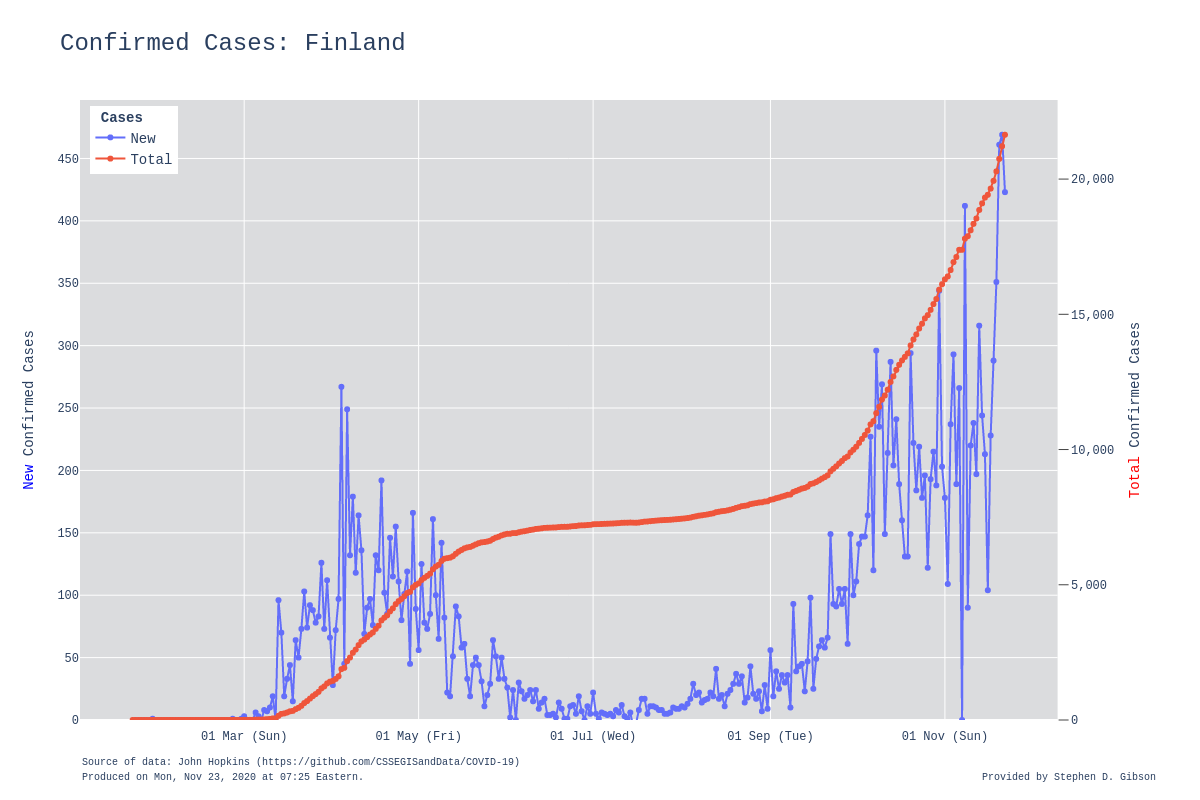 Confirmed Cases: Finland
Cases
New
Total
450
400
350
300
250
200
150
100
50
0
20,000
15,000
10,000
5,000
0
New Confirmed Cases
Total Confirmed Cases
01 Mar (Sun) 01 May (Fri) 01 Jul (Wed) 01 Sep (Tue) 01 Nov (Sun)
Source of data: John Hopkins (https://github.com/CSSEGISandData/COVID-19)
Produced on Mon, Nov 23, 2020 at 07:25 Eastern.
Provided by Stephen D. Gibson